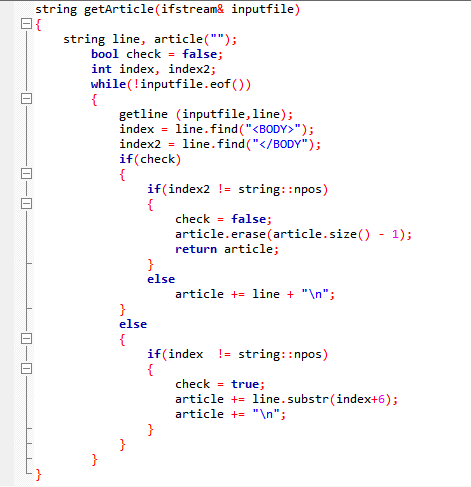 string getArticle(ifstream& inputfile)
{
    string line, article("");
        bool check = false;
        int index, index2;
        while(!inputfile.eof())
        {
            getline (inputfile,line);
            index = line.find("<BODY>");
            index2 = line.find("</BODY");
            if(check)
            {
                if(index2 != string::npos)
                {
                    check = false;
                    article.erase(article.size() - 1);
                    return article;
                }
                else
                    article += line + "\n";
            }
            else
            {
                if(index  != string::npos)
                {
                    check = true;
                    article += line.substr(index+6);
                    article += "\n";
                }
            }
        }
}